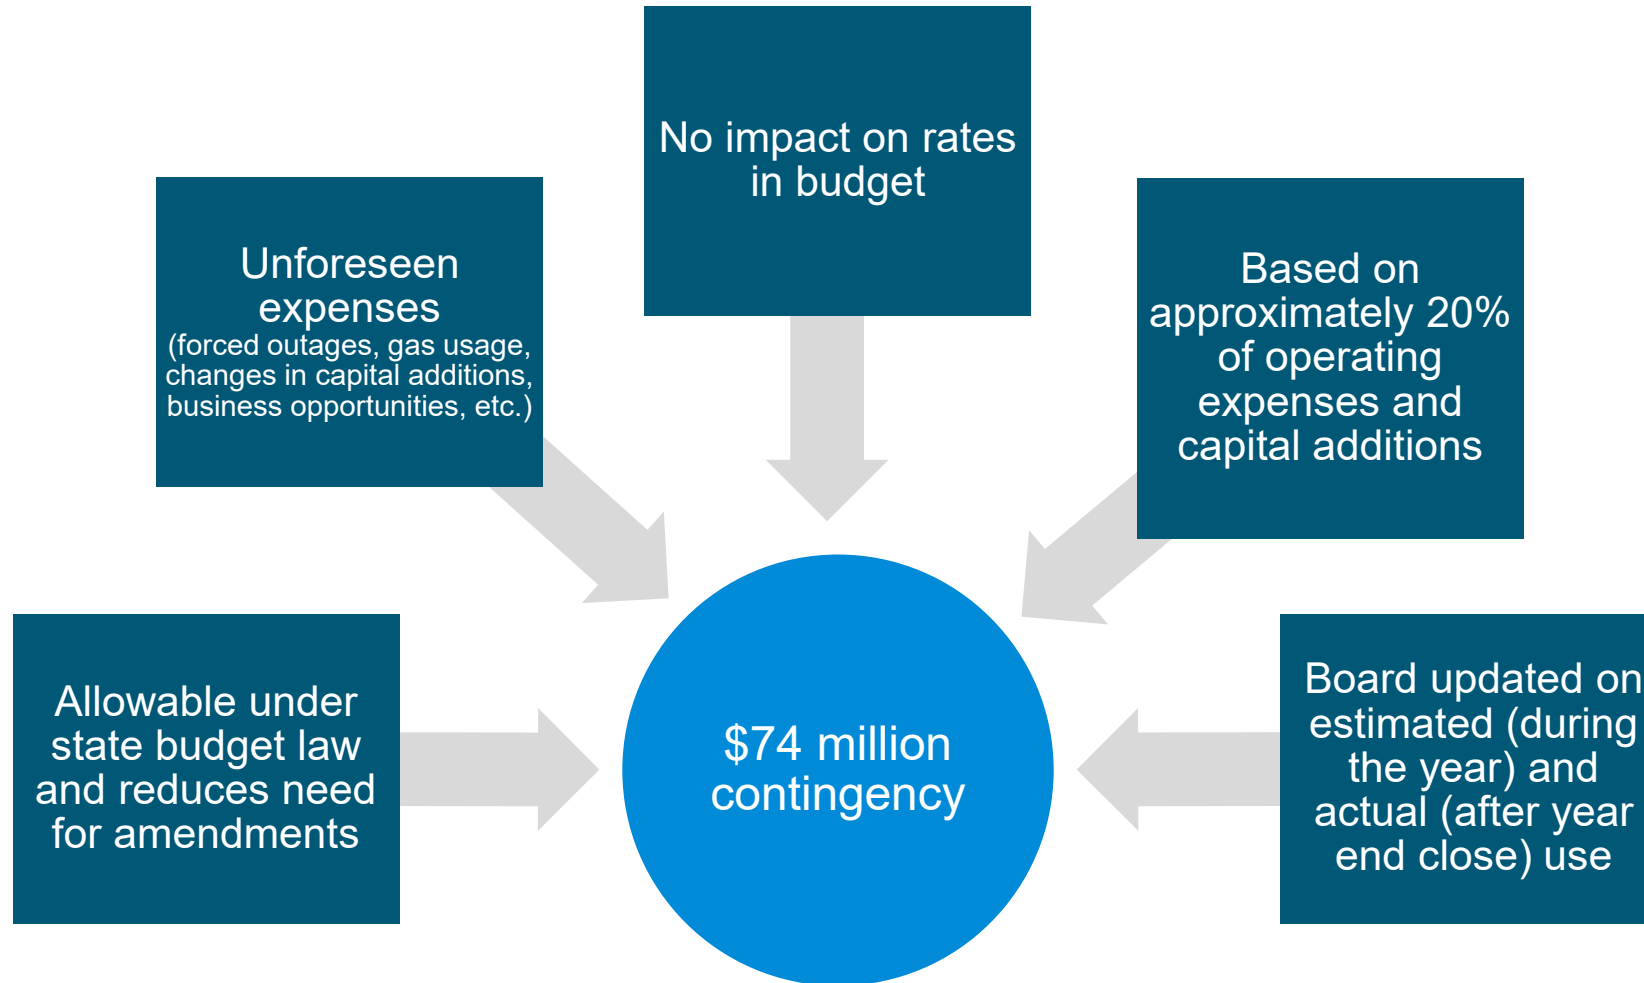 No impact on rates
in budget
Unforeseen
expenses
(forced outages, gas usage,
changes in capital additions,
business opportunities, etc.)
Based on
approximately 20%
of operating
expenses and
capital additions
Allowable under
state budget law
and reduces need
for amendments
$74 million
contingency
Board updated on
estimated (during
the year) and
actual (after year
end close) use